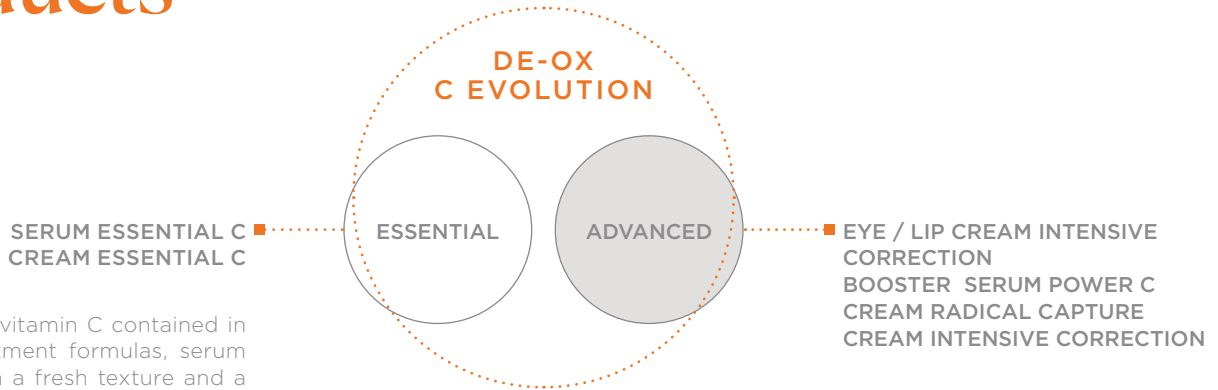 DE-OX
C EVOLUTION
ESSENTIAL
ADVANCED
SERUM ESSENTIAL C
CREAM ESSENTIAL C
EYE / LIP CREAM INTENSIVE
CORRECTION
BOOSTER SERUM POWER C
CREAM RADICAL CAPTURE
CREAM INTENSIVE CORRECTION
vitamin C contained in
tment formulas, serum
a fresh texture and a